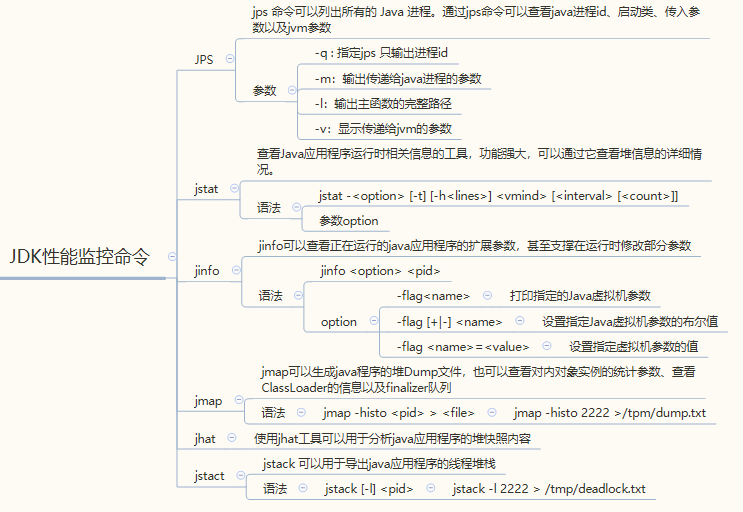 JDK性能监控命令
JPS
jps 命令可以列出所有的 Java 进程。通过jps命令可以查看java进程id、启动类、传入参
数以及jvm参数
参数
-q : 指定jps 只输出进程id
-m：输出传递给java进程的参数
-l：输出主函数的完整路径
-v：显示传递给jvm的参数
jstat
查看Java应用程序运行时相关信息的工具，功能强大，可以通过它查看堆信息的详细情
况。
语法
jstat -<option> [-t] [-h<lines>] <vmind> [<interval> [<count>]]
参数option
jinfo
jinfo可以查看正在运行的java应用程序的扩展参数，甚至支撑在运行时修改部分参数
语法
jinfo <option> <pid>
option
-flag<name>
打印指定的Java虚拟机参数
-flag [+|-] <name>
设置指定Java虚拟机参数的布尔值
-flag <name>=<value>
设置指定虚拟机参数的值
jmap
jmap可以生成java程序的堆Dump文件，也可以查看对内对象实例的统计参数、查看
ClassLoader的信息以及finalizer队列
语法
jmap -histo <pid> > <file>
jmap -histo 2222 >/tpm/dump.txt
jhat
使用jhat工具可以用于分析java应用程序的堆快照内容
jstact
jstack 可以用于导出java应用程序的线程堆栈
语法
jstack [-l] <pid>
jstack -l 2222 > /tmp/deadlock.txt